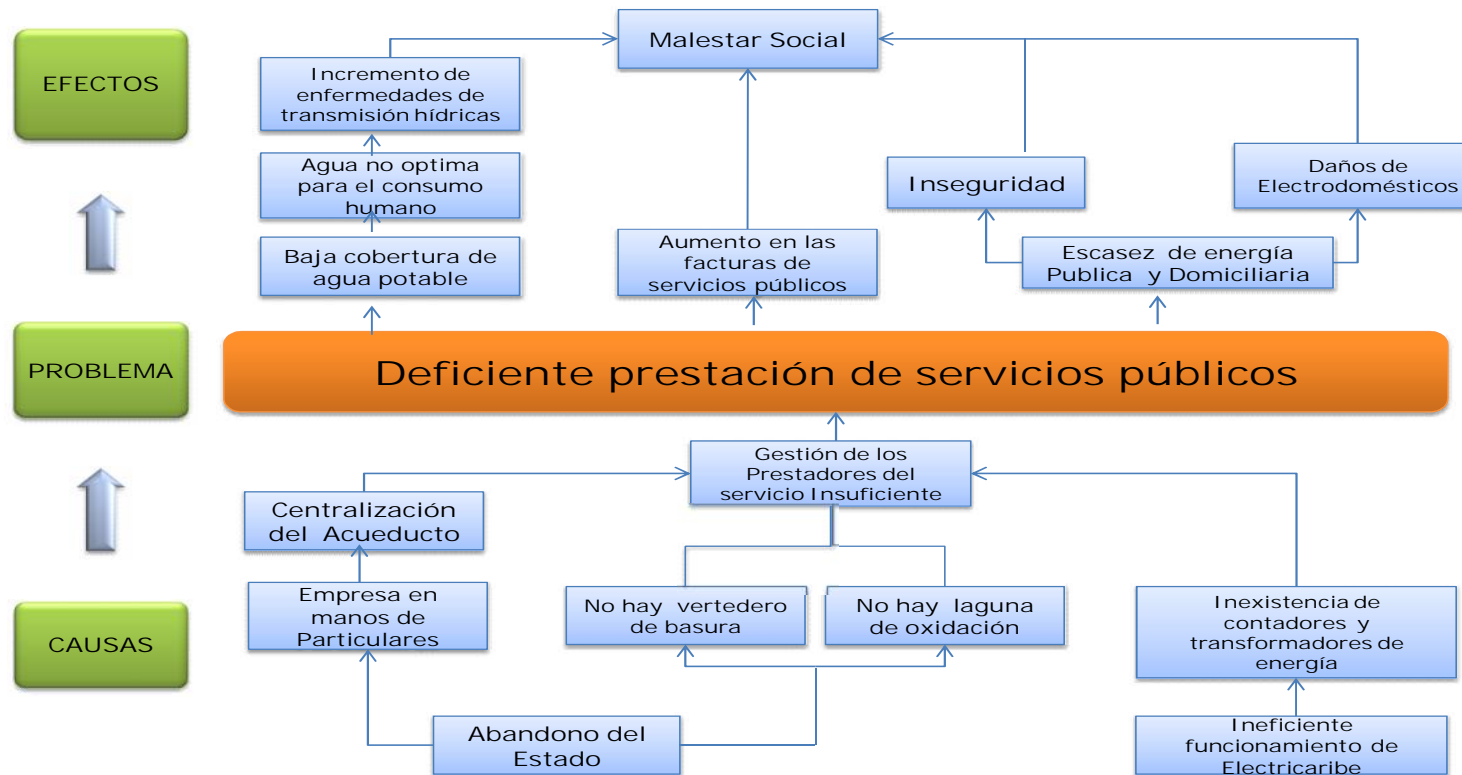 EFECTOS
Malestar Social
Incremento de
enfermedades de
transmisión hídricas
Agua no optima
para el consumo
humano
Baja cobertura de
agua potable
Aumento en las
facturas de
servicios públicos
Inseguridad
Daños de
Electrodomésticos
Escasez de energía
Publica y Domiciliaria
PROBLEMA
Deficiente prestación de servicios públicos
Gestión de los
Prestadores del
servicio Insuficiente
Centralización
del Acueducto
CAUSAS
Empresa en
manos de
Particulares
No hay vertedero
de basura
No hay laguna
de oxidación
Inexistencia de
contadores y
transformadores de
energía
Abandono del
Estado
Ineficiente
funcionamiento de
Electricaribe